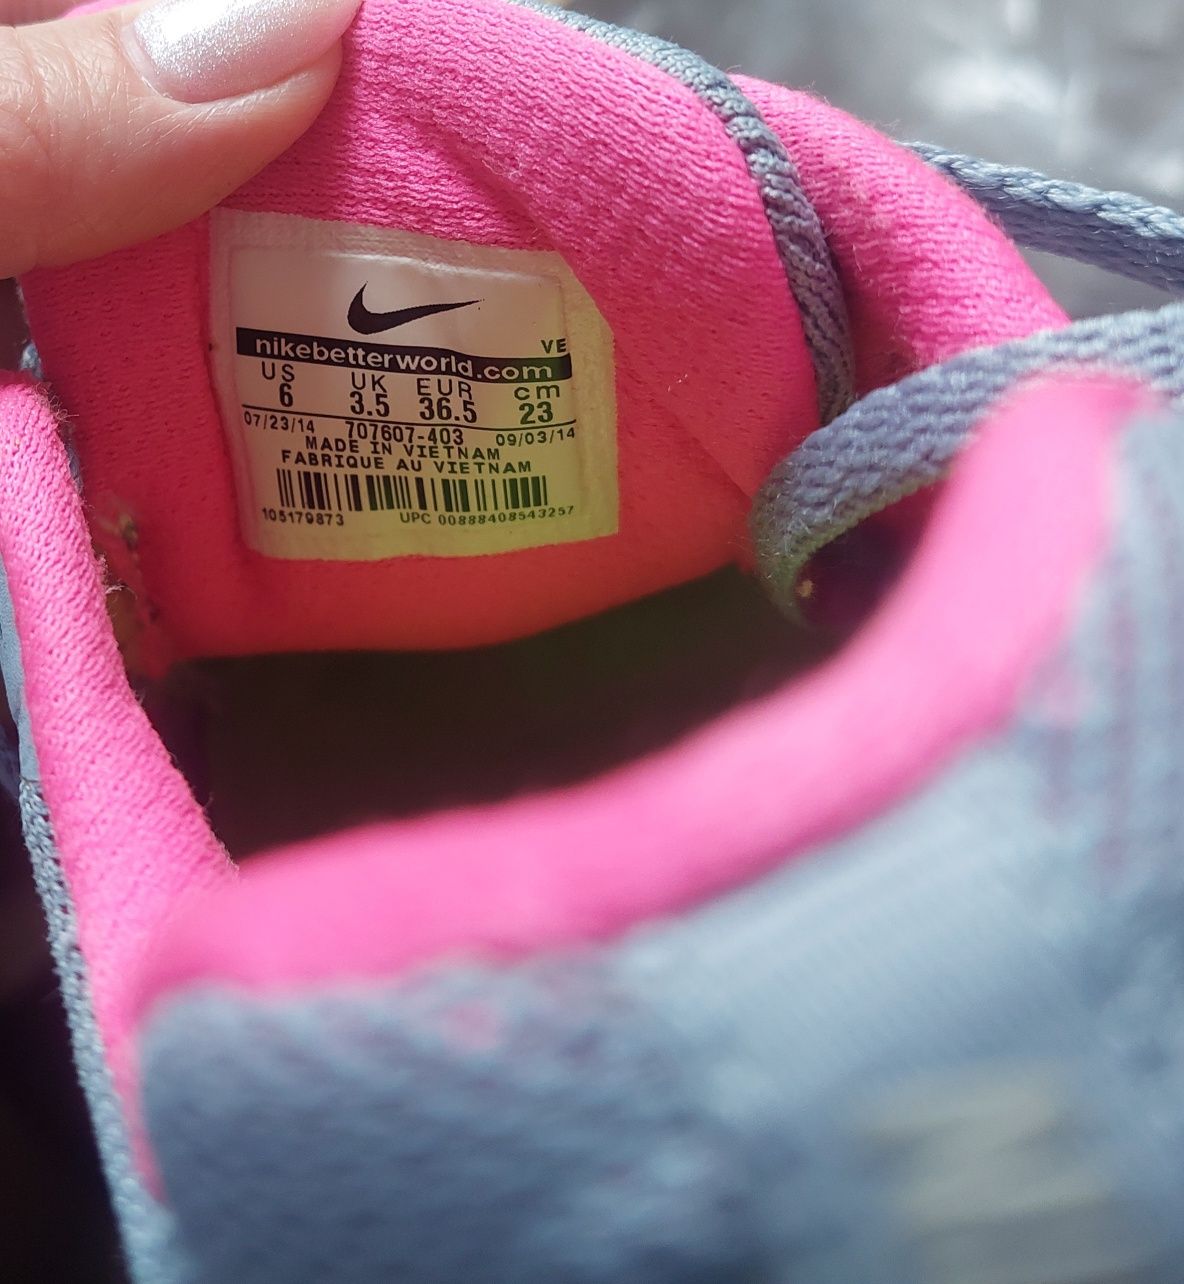 nikebetterworld.com VE
US UK EUR cm
6 3.5 36.5 23
07/23/14 707607-403 09/03/14
MADE IN VIETNAM
FABRIQUE AU VIETNAM
105179873 UPC 00888408543257